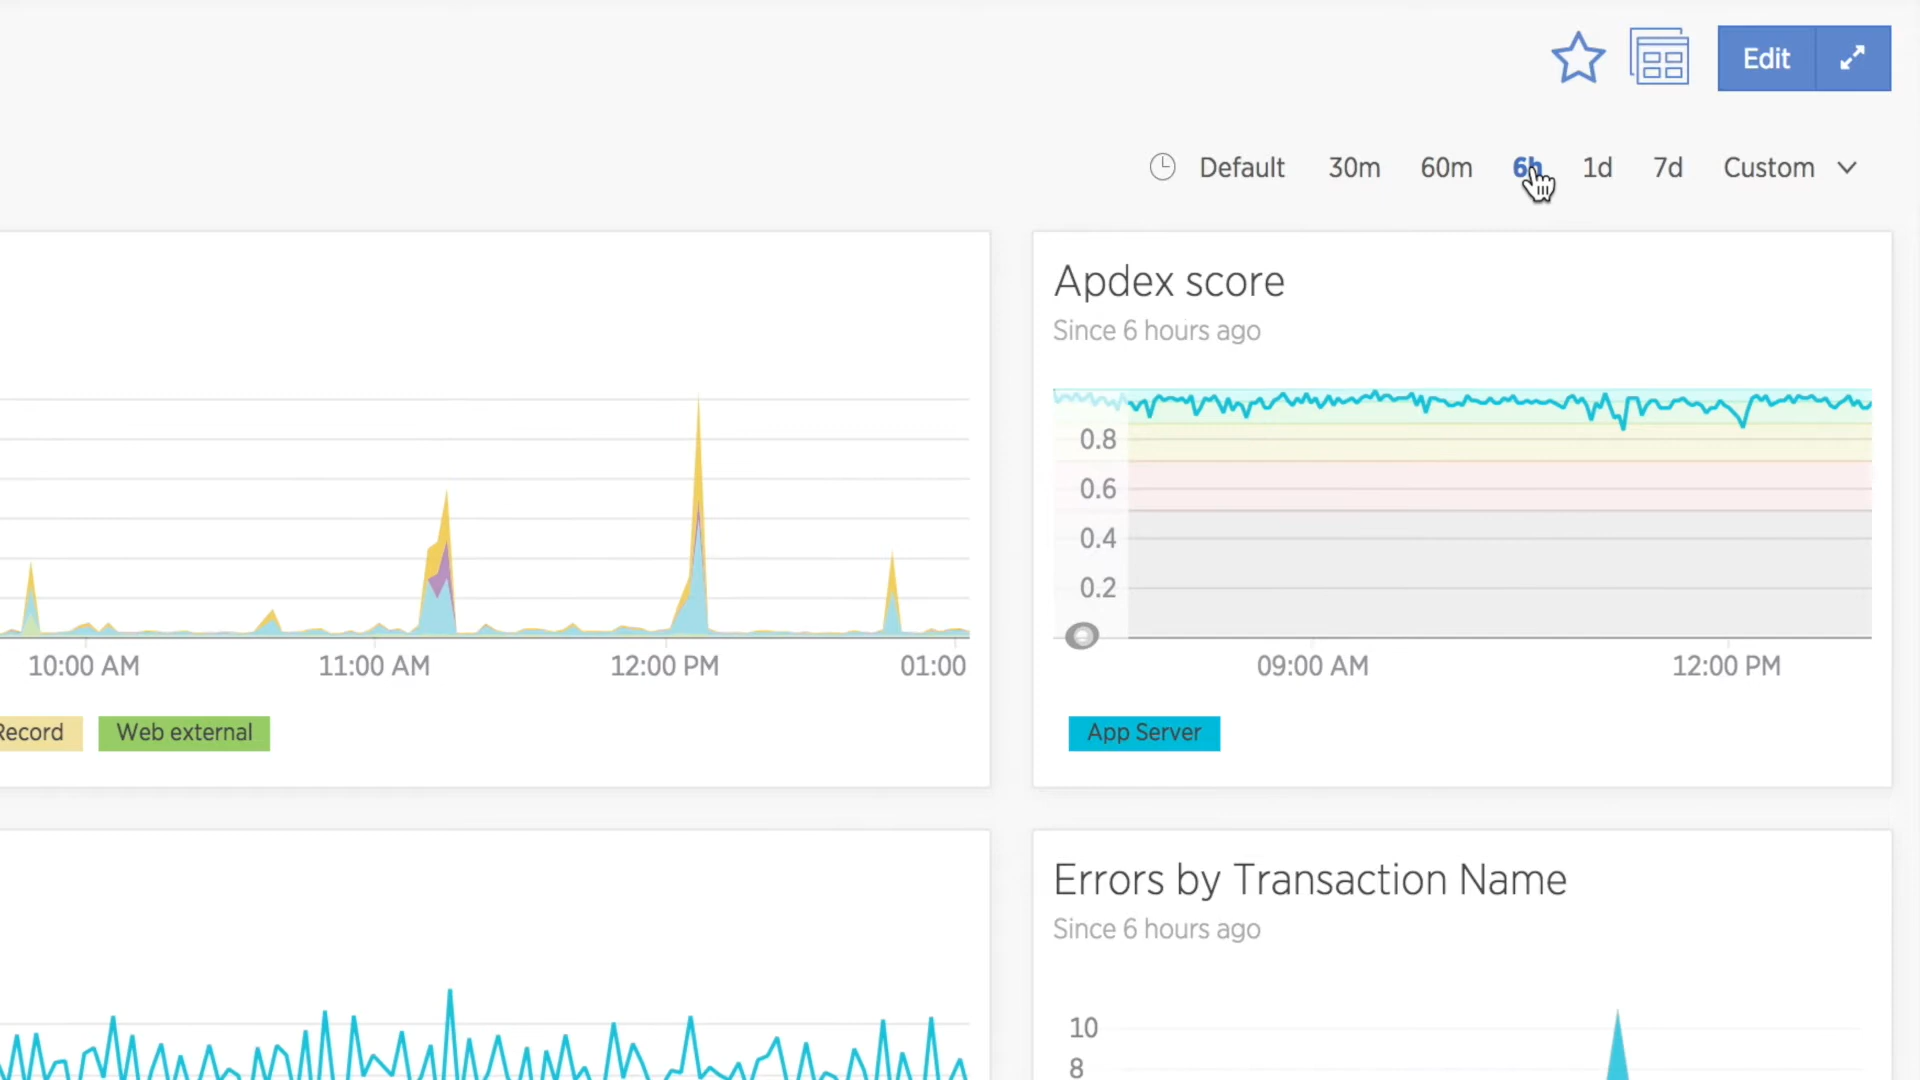 Edit
Default 30m 60m 6h 1d 7d Custom
Apdex score
Since 6 hours ago
0.8
0.6
0.4
0.2
10:00 AM 11:00 AM 12:00 PM 01:00
09:00 AM 12:00 PM
Record Web external
App Server
Errors by Transaction Name
Since 6 hours ago
10
8